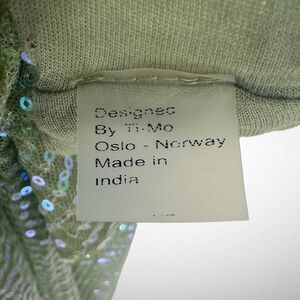 Designed
By Ti-Mo
Oslo - Norway
Made in
India